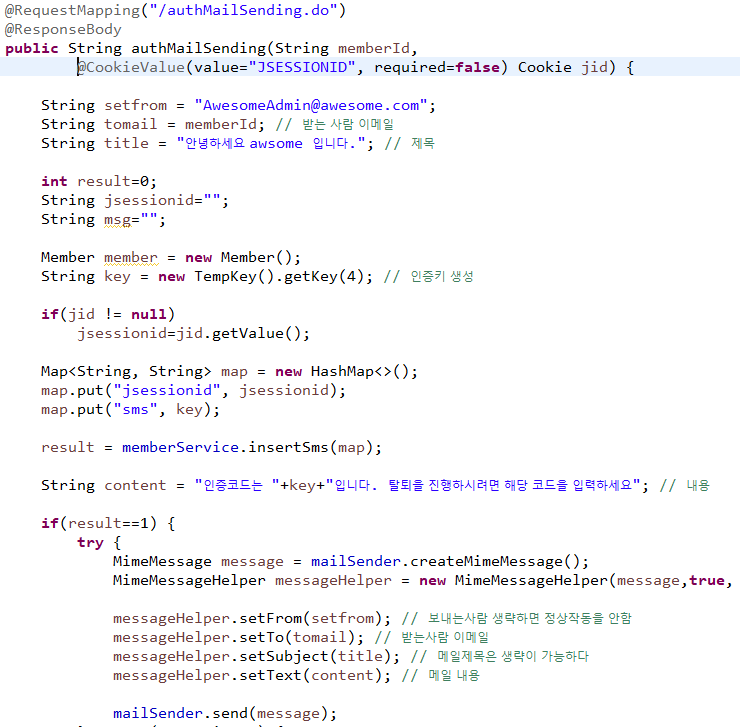 @RequestMapping("/authMailSending.do")
@ResponseBody
public String authMailSending(String memberId,
@CookieValue(value="JSESSIONID", required=false) Cookie jid) {
String setfrom = "AwesomeAdmin@awesome.com";
String tomail = memberId; // 받는 사람 이메일
String title = "안녕하세요 awsome 입니다."; // 제목
int result=0;
String jsessionid="";
String msg="";
Member member = new Member();
String key = new TempKey().getKey(4); // 인증키 생성
if(jid != null)
jsessionid=jid.getValue();
Map<String, String> map = new HashMap<>();
map.put("jsessionid", jsessionid);
map.put("sms", key);
result = memberService.insertSms(map);
String content = "인증코드는 "+key+"입니다. 탈퇴을 진행하시려면 해당 코드을 입력하세요"; // 내용
if(result==1) {
try {
MimeMessage message = mailSender.createMimeMessage();
MimeMessageHelper messageHelper = new MimeMessageHelper(message,true,
messageHelper.setFrom(setfrom); // 보내는사람 생략하면 정상작동을 안함
messageHelper.setTo(tomail); // 받는사람 이메일
messageHelper.setSubject(title); // 메일제목은 생략이 가능하다
messageHelper.setText(content); // 메일 내용
mailSender.send(message);